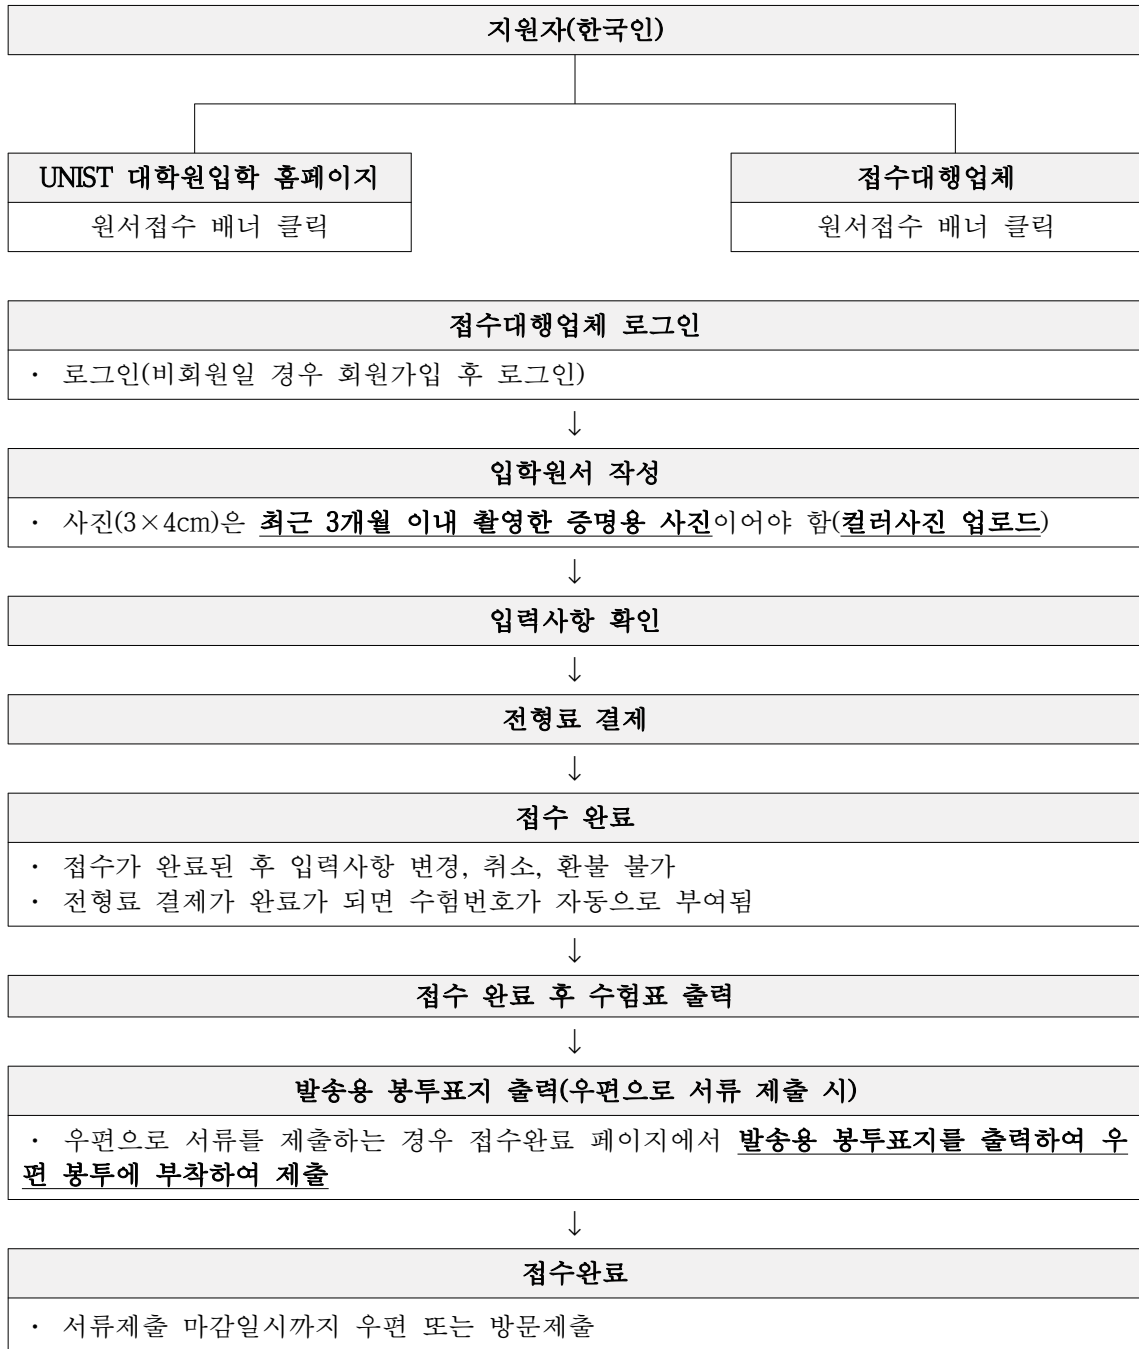 지원자(한국인)
UNIST 대학원입학 홈페이지
원서접수 배너 클릭
접수대행업체
원서접수 배너 클릭
접수대행업체 로그인
· 로그인(비회원일 경우 회원가입 후 로그인)
↓
입학원서 작성
· 사진(3×4cm)은 최근 3개월 이내 촬영한 증명용 사진이어야 함(컬러사진 업로드)
↓
입력사항 확인
↓
전형료 결제
↓
접수 완료
· 접수가 완료된 후 입력사항 변경, 취소, 환불 불가
· 전형료 결제가 완료가 되면 수험번호가 자동으로 부여됨
↓
접수 완료 후 수험표 출력
↓
발송용 봉투표지 출력(우편으로 서류 제출 시)
· 우편으로 서류를 제출하는 경우 접수완료 페이지에서 발송용 봉투표지를 출력하여 우
편 봉투에 부착하여 제출
↓
접수완료
· 서류제출 마감일시까지 우편 또는 방문제출